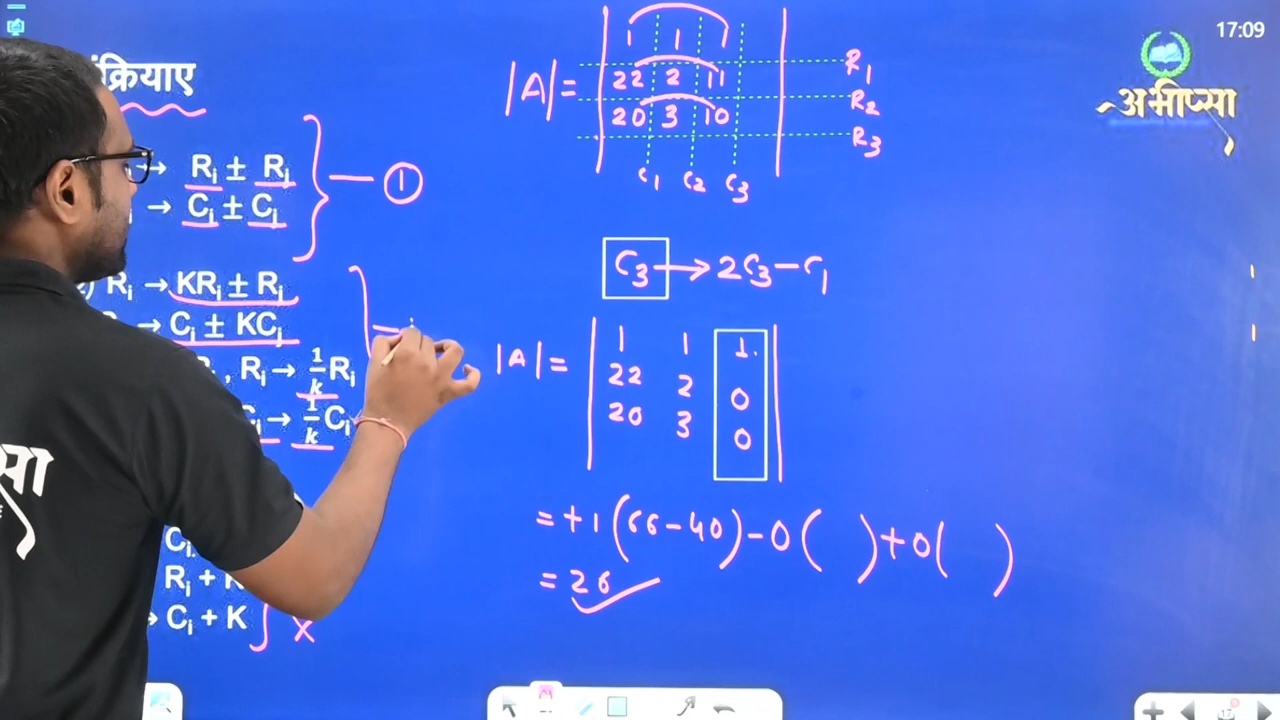 17:09
अभीप्सा
क्रियाए
→ Rᵢ ± Rⱼ
→ Cᵢ ± Cⱼ
— ①
Rᵢ → KRᵢ ± Rⱼ
→ Cᵢ ± KCⱼ
, Rᵢ → 1/k Rᵢ
→ 1/k Cᵢ
Rᵢ + K
→ Cᵢ + K
X
|A| = | 1 1 1 | R₁
| 22 2 11 | R₂
| 20 3 10 | R₃
C₁ C₂ C₃
C₃ → 2C₃ – C₁
|A| = | 1 1 1 |
| 22 2 0 |
| 20 3 0 |
= +1 (66 – 40) – 0 ( ) + 0 ( )
= 26